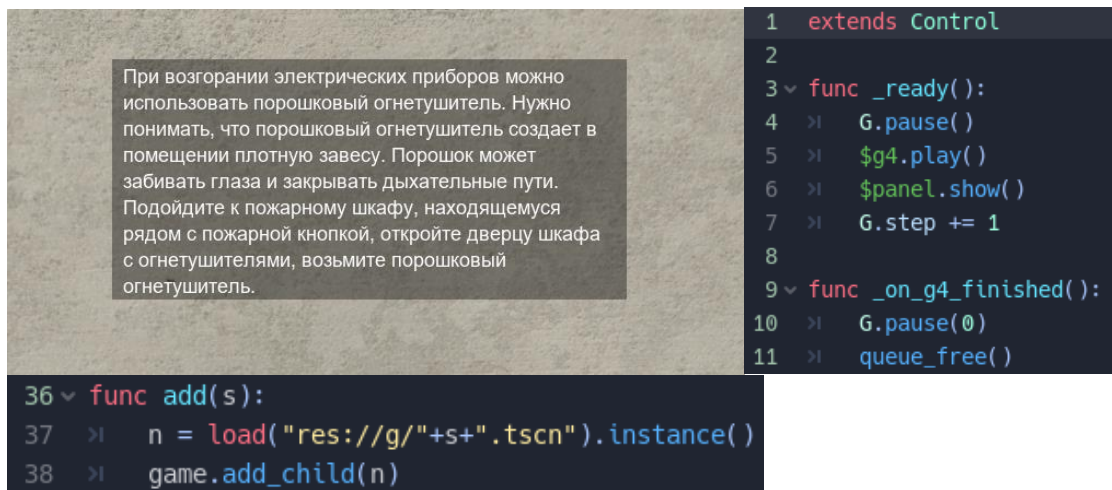 При возгорании электрических приборов можно
использовать порошковый огнетушитель. Нужно
понимать, что порошковый огнетушитель создает в
помещении плотную завесу. Порошок может
забивать глаза и закрывать дыхательные пути.
Подойдите к пожарному шкафу, находящемуся
рядом с пожарной кнопкой, откройте дверцу шкафа
с огнетушителями, возьмите порошковый
огнетушитель.
1 extends Control
2
3 func _ready():
4 G.pause()
5 $g4.play()
6 $panel.show()
7 G.step += 1
8
9 func _on_g4_finished():
10 G.pause(0)
11 queue_free()
36 func add(s):
37 n = load("res://g/"+s+".tscn").instance()
38 game.add_child(n)